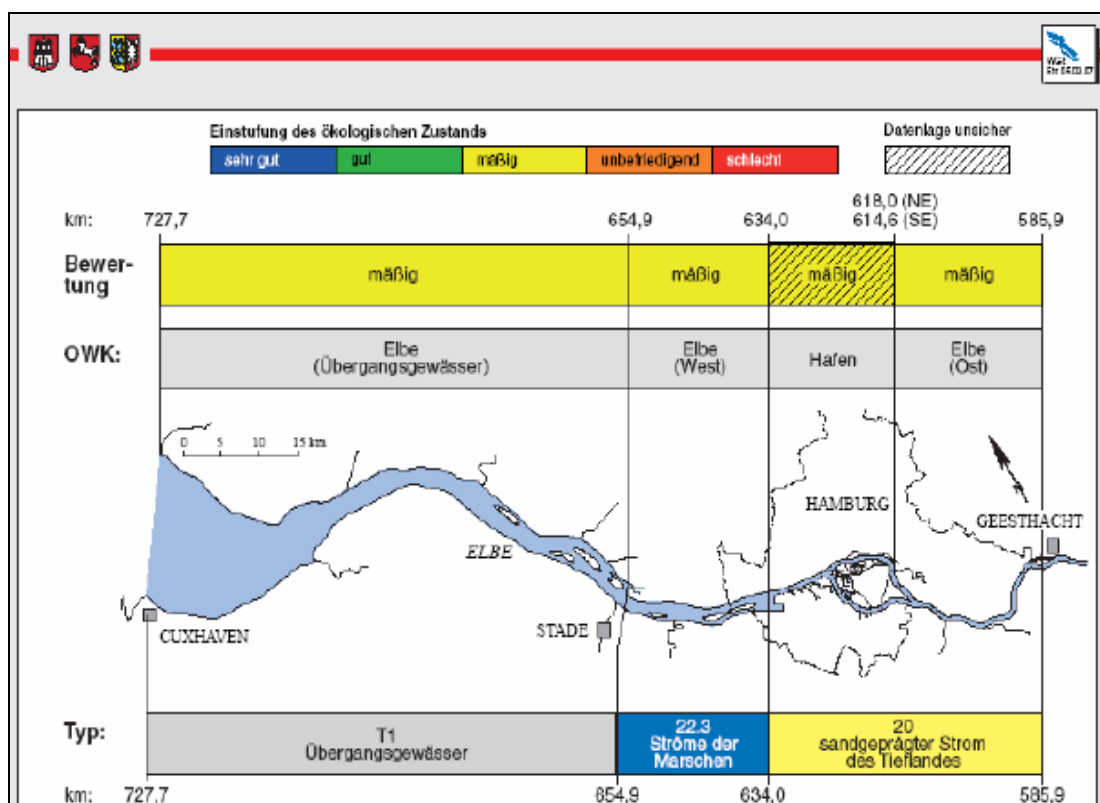 WGE
Einstufung des ökologischen Zustands
Datenlage unsicher
sehr gut
gut
mäßig
unbefriedigend
schlecht
km:
727,7
654,9
634,0
618,0 (NE)
614,6 (SE)
585,9
Bewer-
tung
mäßig
mäßig
mäßig
mäßig
OWK:
Elbe
(Übergangsgewässer)
Elbe
(West)
Hafen
Elbe
(Ost)
0 5 10 15 km
HAMBURG
GEESTHACHT
ELBE
STADE
CUXHAVEN
Typ:
T1
Übergangsgewässer
22.3
Ströme der
Marschen
20
sandgeprägter Strom
des Tieflandes
km:
727,7
654,9
634,0
585,9